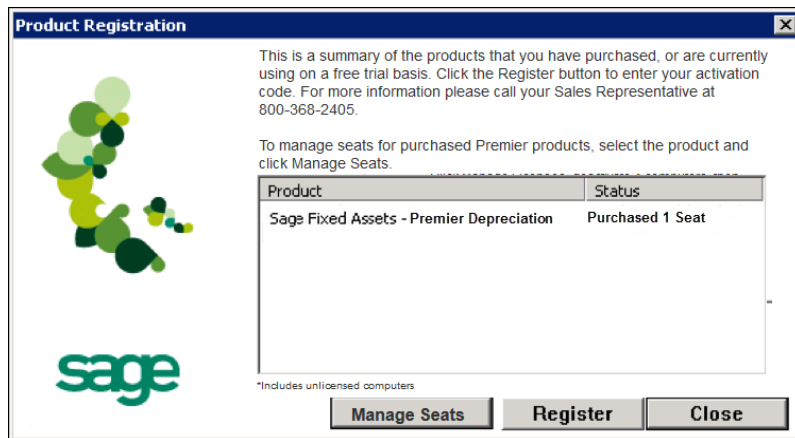 Product Registration
This is a summary of the products that you have purchased, or are currently
using on a free trial basis. Click the Register button to enter your activation
code. For more information please call your Sales Representative at
800-368-2405.
To manage seats for purchased Premier products, select the product and
click Manage Seats.
Product Status
Sage Fixed Assets - Premier Depreciation Purchased 1 Seat
sage
*Includes unlicensed computers
Manage Seats Register Close